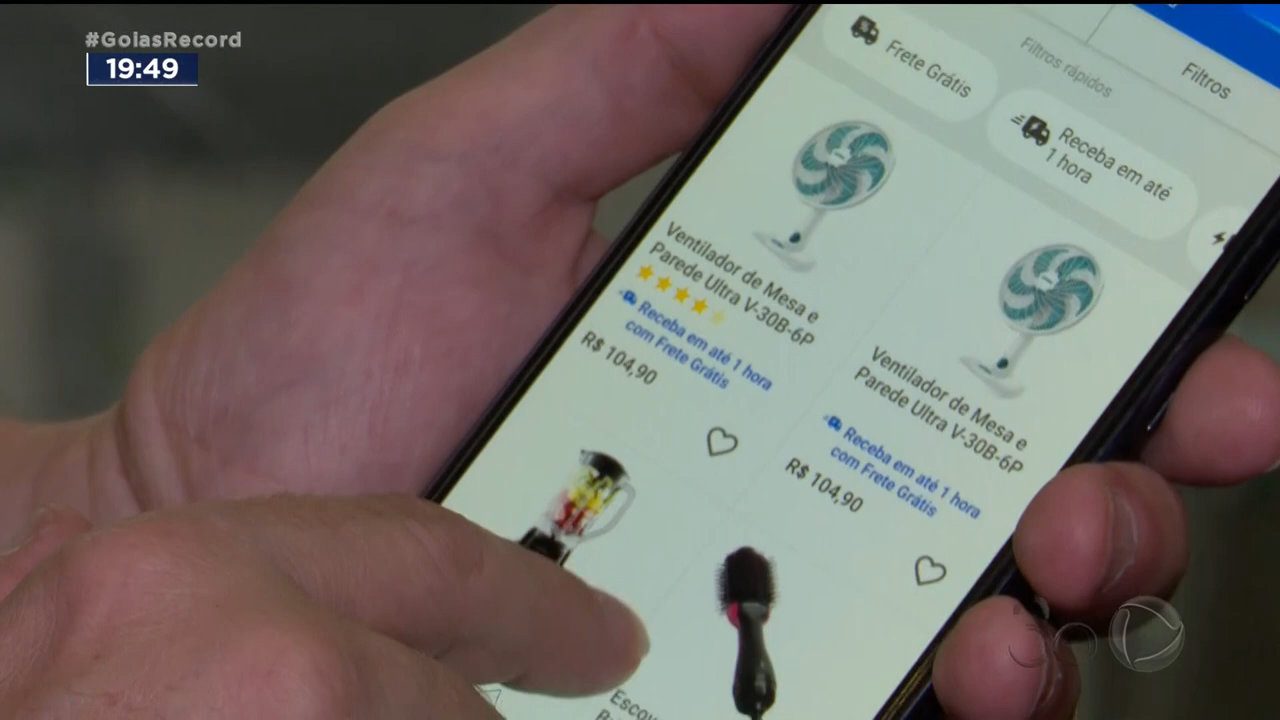 #GoiasRecord
19:49
Frete Grátis
Filtros rápidos
Filtros
Receba em até
1 hora
Ventilador de Mesa e
Parede Ultra V-30B-6P
Receba em até 1 hora
com Frete Grátis
R$ 104,90
Ventilador de Mesa e
Parede Ultra V-30B-6P
Receba em até 1 hora
com Frete Grátis
R$ 104,90